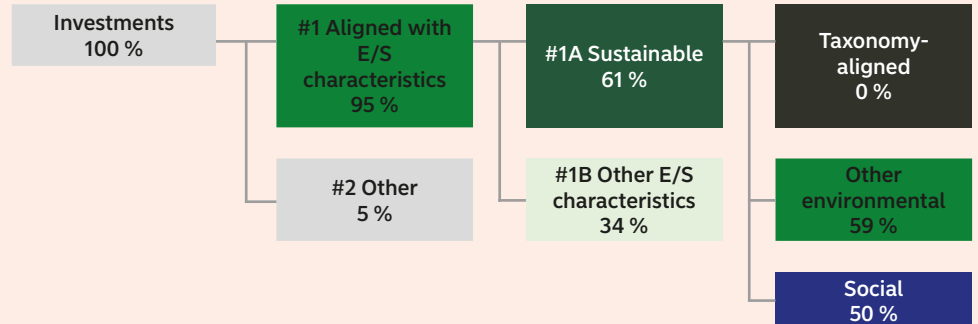 Investments
100 %
#1 Aligned with
E/S
characteristics
95 %
#2 Other
5 %
#1A Sustainable
61 %
#1B Other E/S
characteristics
34 %
Taxonomy-
aligned
0 %
Other
environmental
59 %
Social
50 %